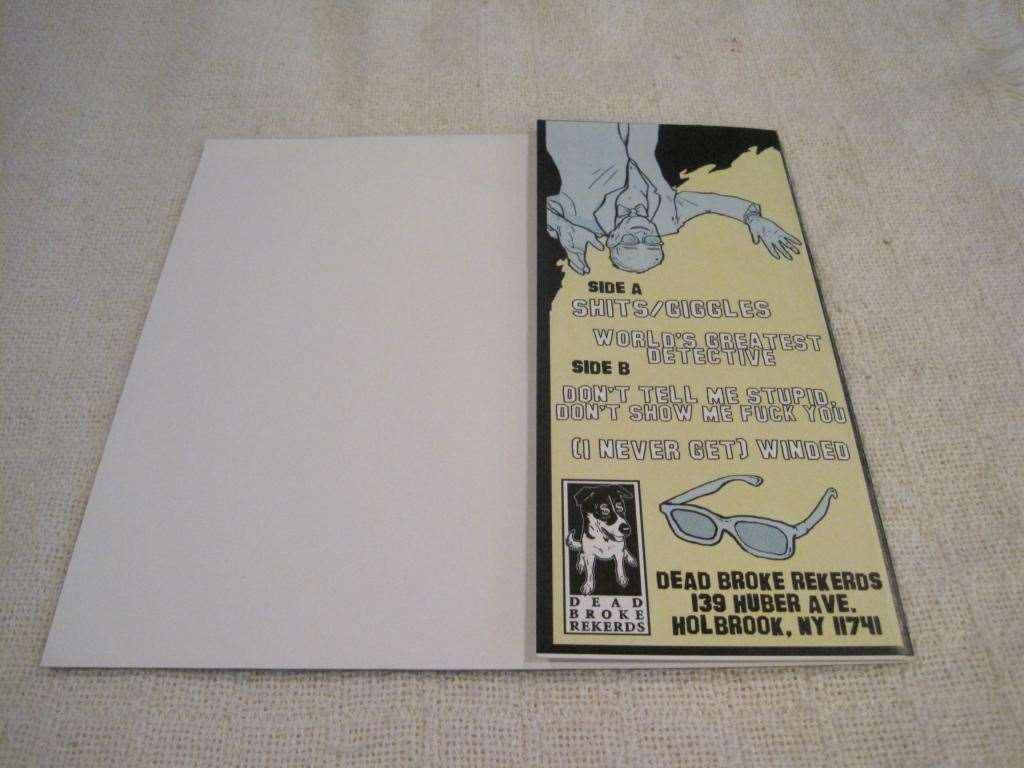 SIDE A
SHITS/GIGGLES
WORLD'S GREATEST
DETECTIVE
SIDE B
DON'T TELL ME STUPID,
DON'T SHOW ME FUCK YOU
(I NEVER GET) WINDED
DEAD
BROKE
REKERDS
DEAD BROKE REKERDS
139 HUBER AVE.
HOLBROOK, NY 11741